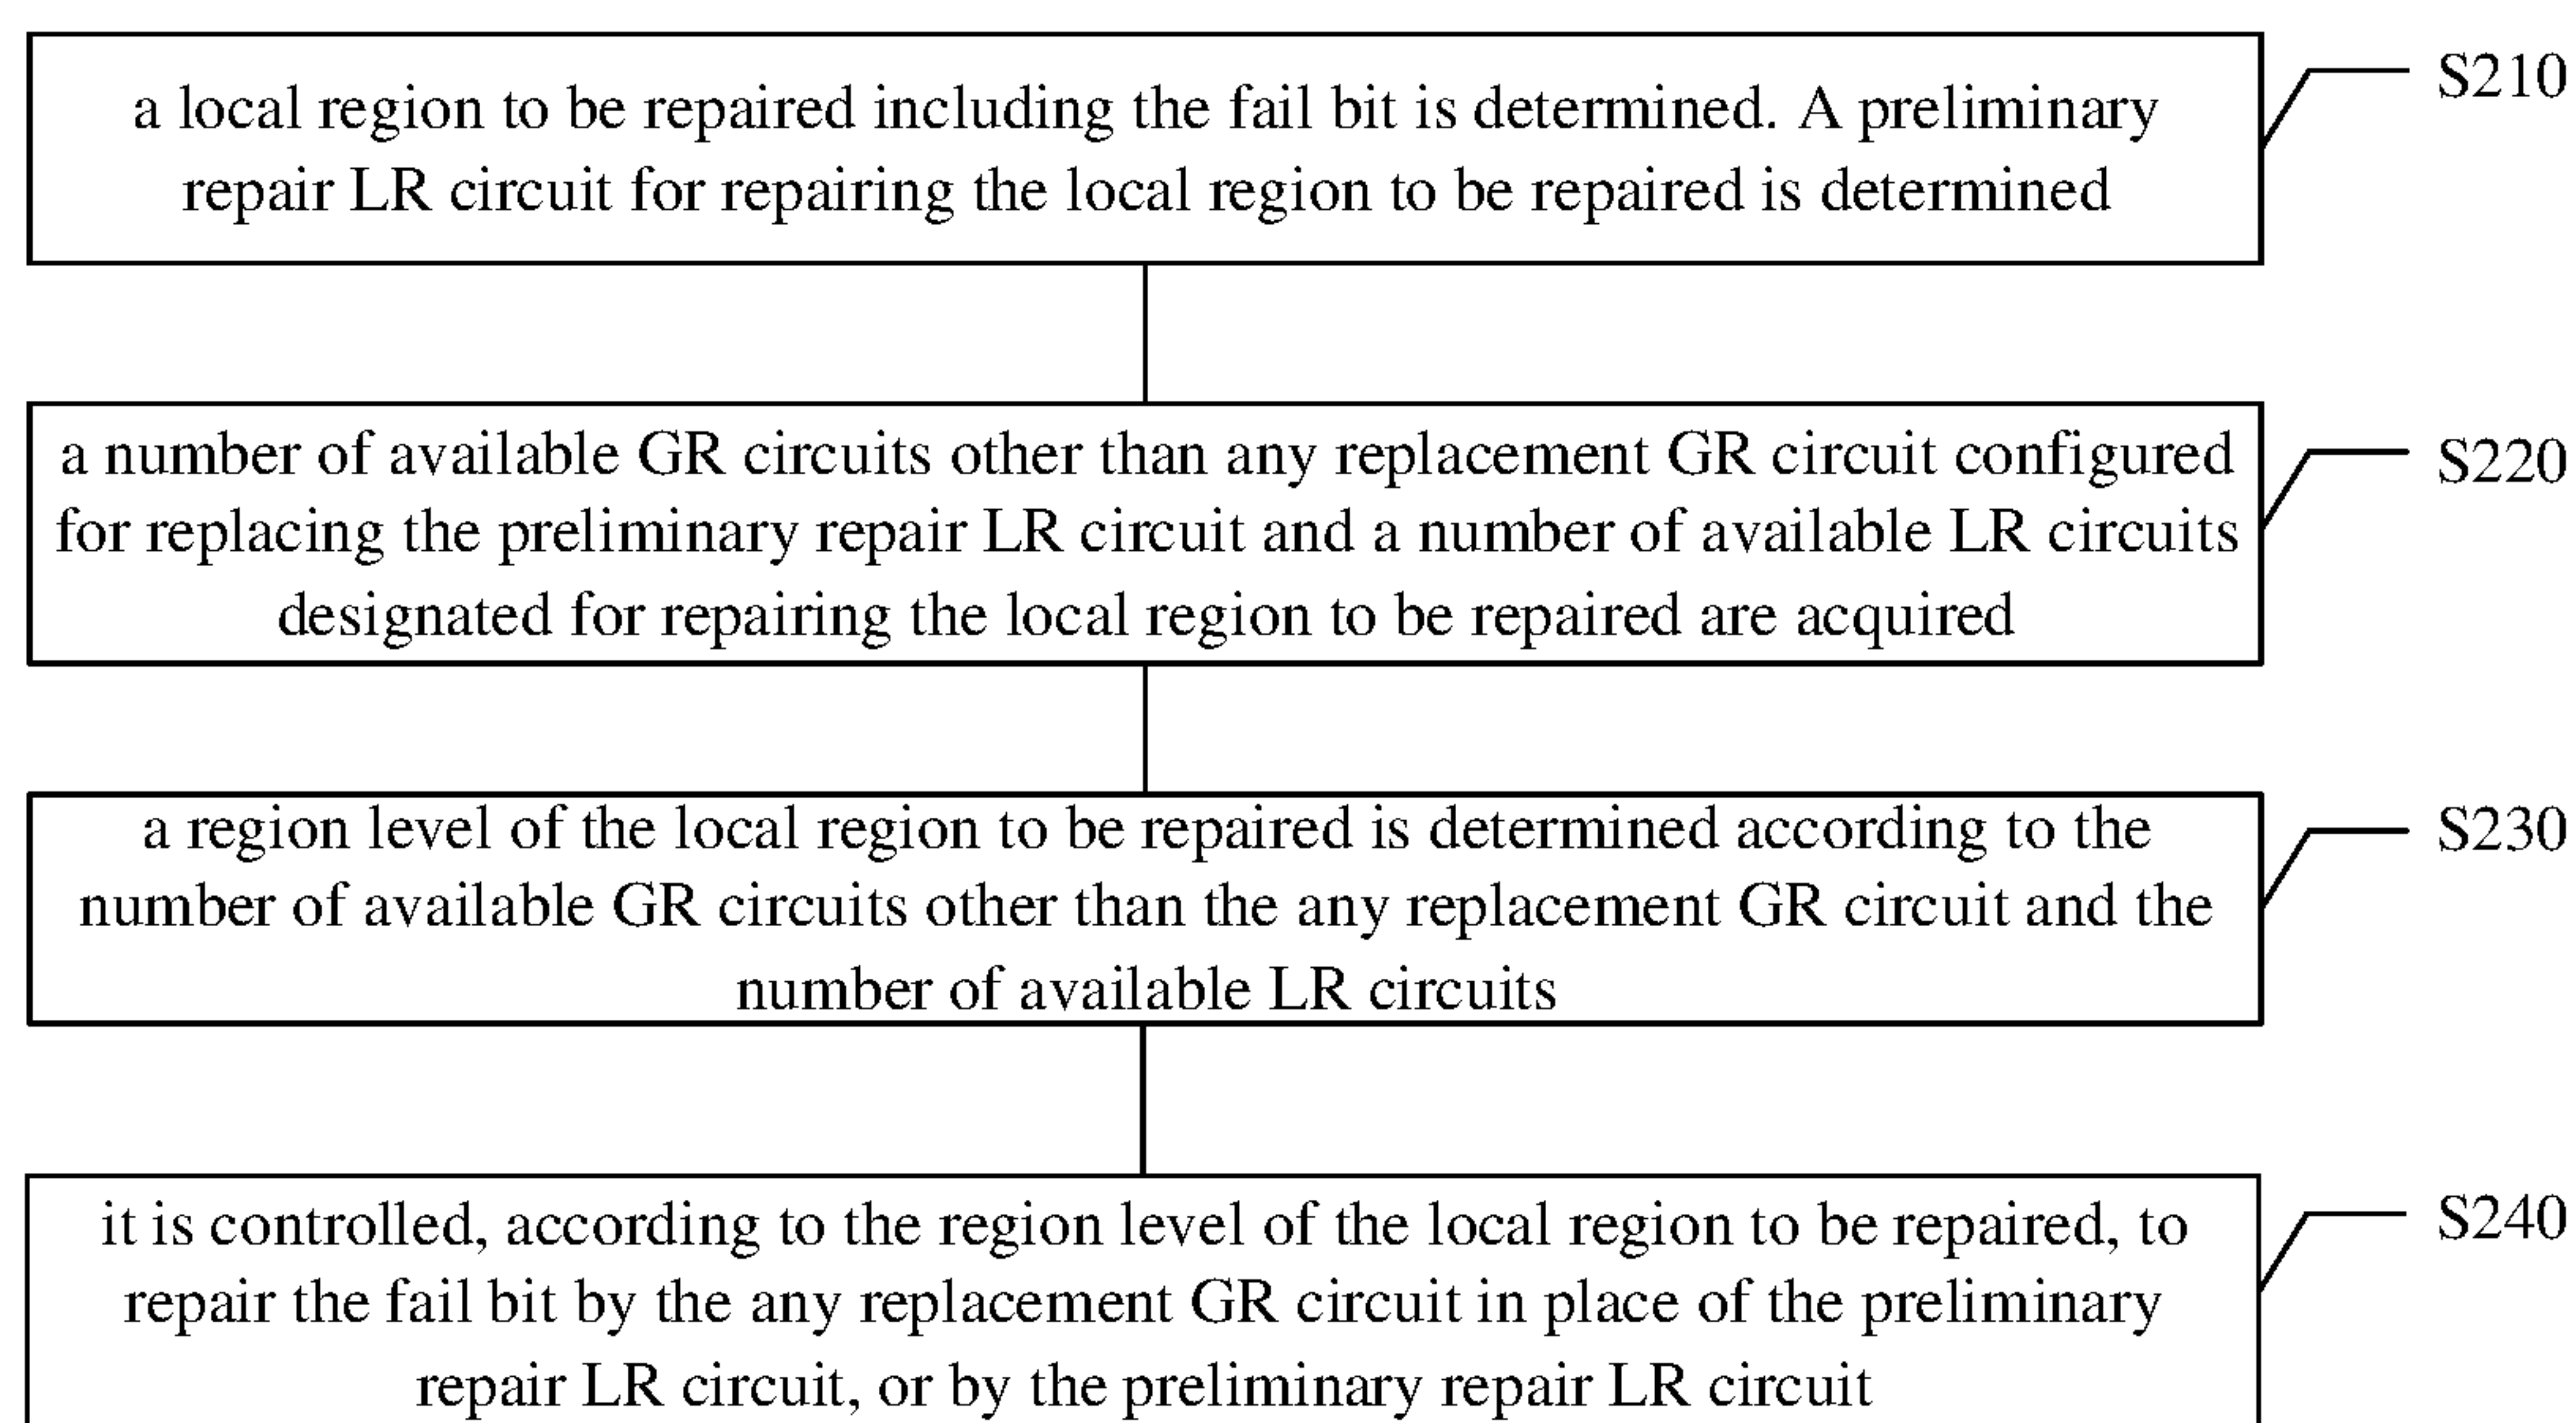 a local region to be repaired including the fail bit is determined. A preliminary
repair LR circuit for repairing the local region to be repaired is determined
S210
a number of available GR circuits other than any replacement GR circuit configured
for replacing the preliminary repair LR circuit and a number of available LR circuits
designated for repairing the local region to be repaired are acquired
S220
a region level of the local region to be repaired is determined according to the
number of available GR circuits other than the any replacement GR circuit and the
number of available LR circuits
S230
it is controlled, according to the region level of the local region to be repaired, to
repair the fail bit by the any replacement GR circuit in place of the preliminary
repair LR circuit, or by the preliminary repair LR circuit
S240